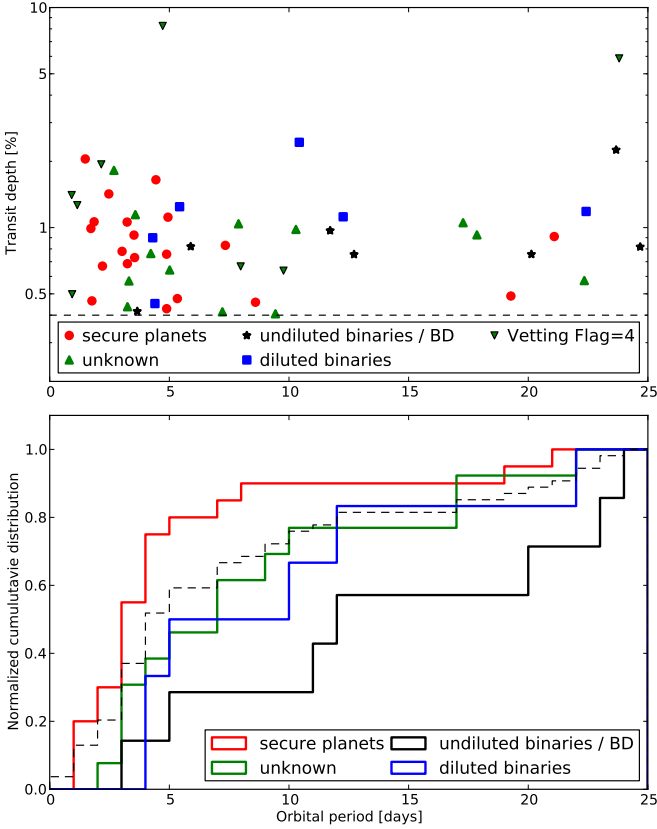 10
5
1
0.5
Transit depth [%]
secure planets
undiluted binaries / BD
Vetting Flag=4
unknown
diluted binaries
0 5 10 15 20 25
1.0
0.8
0.6
0.4
0.2
0.0
Normalized cumulutavie distribution
secure planets
undiluted binaries / BD
unknown
diluted binaries
0 5 10 15 20 25
Orbital period [days]